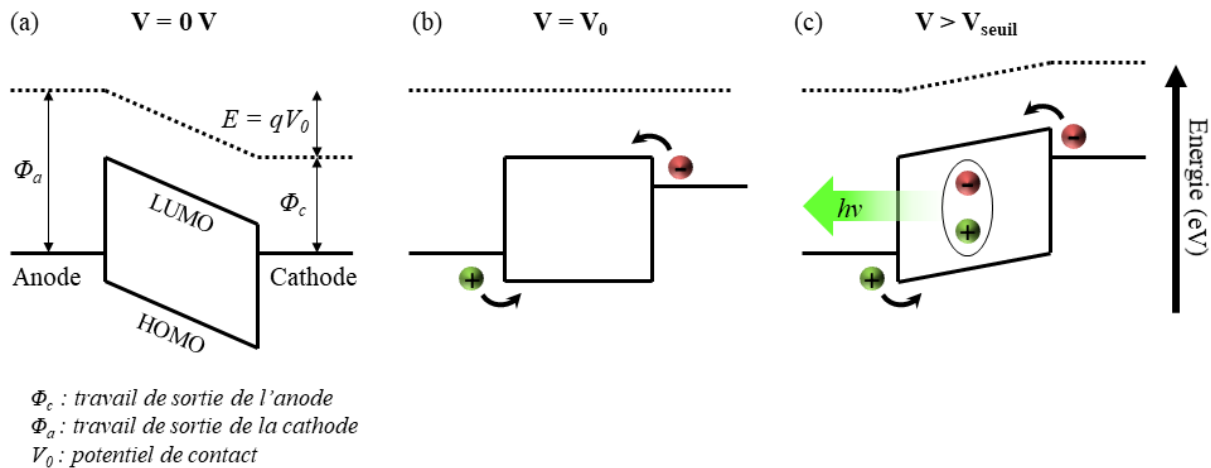 (a) V = 0 V
(b) V = V₀
(c) V > Vseuil
E = qV₀
Φₐ
LUMO
Φc
hν
Energie (eV)
Anode
Cathode
HOMO
Φc : travail de sortie de l'anode
Φₐ : travail de sortie de la cathode
V₀ : potentiel de contact